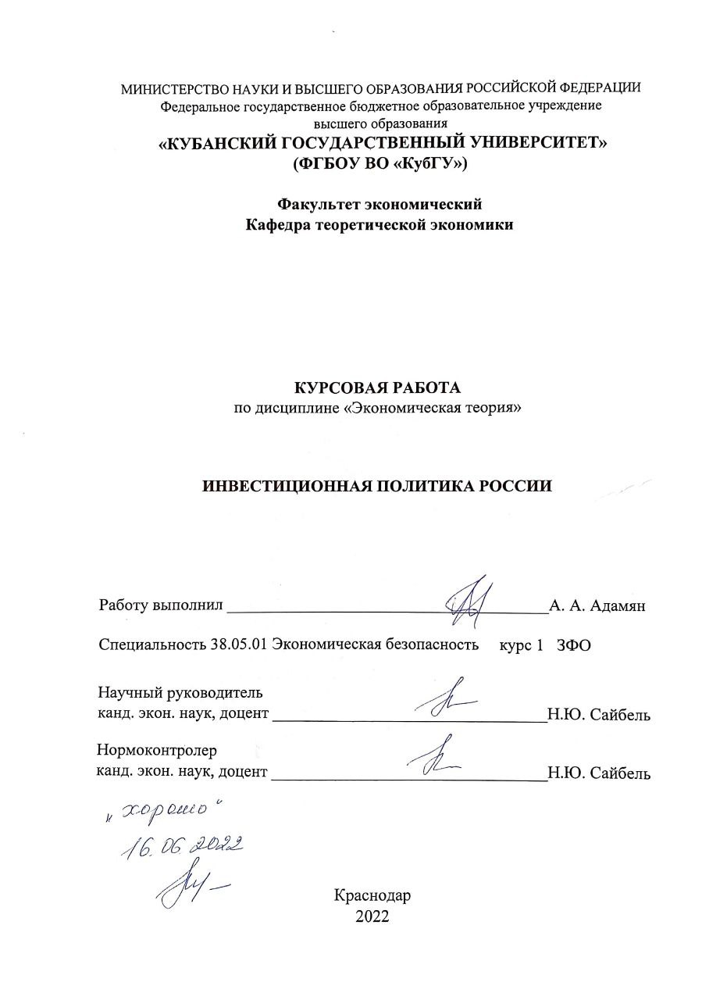 МИНИСТЕРСТВО НАУКИ И ВЫСШЕГО ОБРАЗОВАНИЯ РОССИЙСКОЙ ФЕДЕРАЦИИ
Федеральное государственное бюджетное образовательное учреждение
высшего образования
«КУБАНСКИЙ ГОСУДАРСТВЕННЫЙ УНИВЕРСИТЕТ»
(ФГБОУ ВО «КубГУ»)
Факультет экономический
Кафедра теоретической экономики
КУРСОВАЯ РАБОТА
по дисциплине «Экономическая теория»
ИНВЕСТИЦИОННАЯ ПОЛИТИКА РОССИИ
Работу выполнил А. А. Адамян
Специальность 38.05.01 Экономическая безопасность курс 1 ЗФО
Научный руководитель
канд. экон. наук, доцент Н.Ю. Сайбель
Нормоконтролер
канд. экон. наук, доцент Н.Ю. Сайбель
„хорошо“
16.06.2022
Краснодар
2022